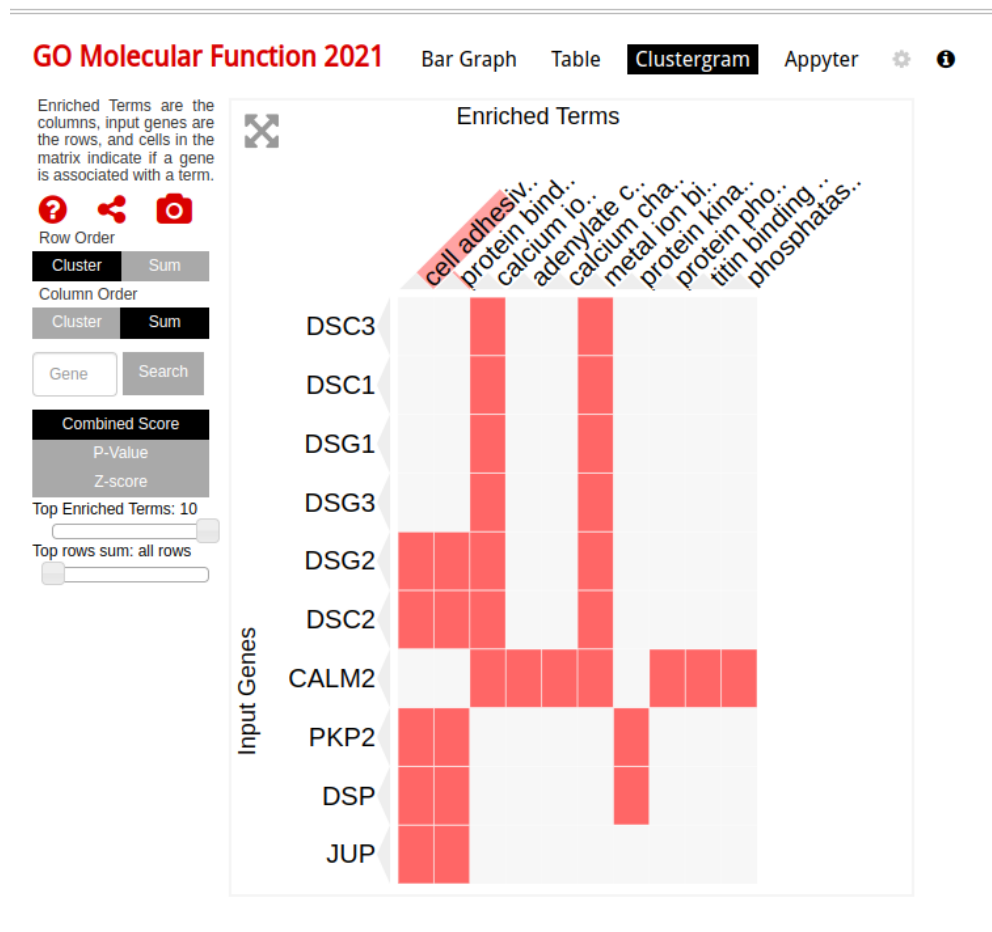 GO Molecular Function 2021 Bar Graph Table Clustergram Appyter
Enriched Terms are the
columns, input genes are
the rows, and cells in the
matrix indicate if a gene
is associated with a term.
Row Order
Cluster Sum
Column Order
Cluster Sum
Gene Search
Combined Score
P-Value
Z-score
Top Enriched Terms: 10
Top rows sum: all rows
Enriched Terms
cell adhesiv..
protein bind..
calcium io..
adenylate c..
calcium cha..
metal ion bi..
protein kina..
protein pho..
titin binding ..
phosphatas..
Input Genes
DSC3
DSC1
DSG1
DSG3
DSG2
DSC2
CALM2
PKP2
DSP
JUP